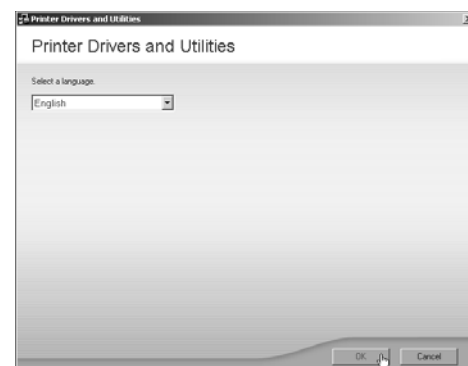 Printer Drivers and Utilities
Printer Drivers and Utilities
Select a language.
English
OK
Cancel